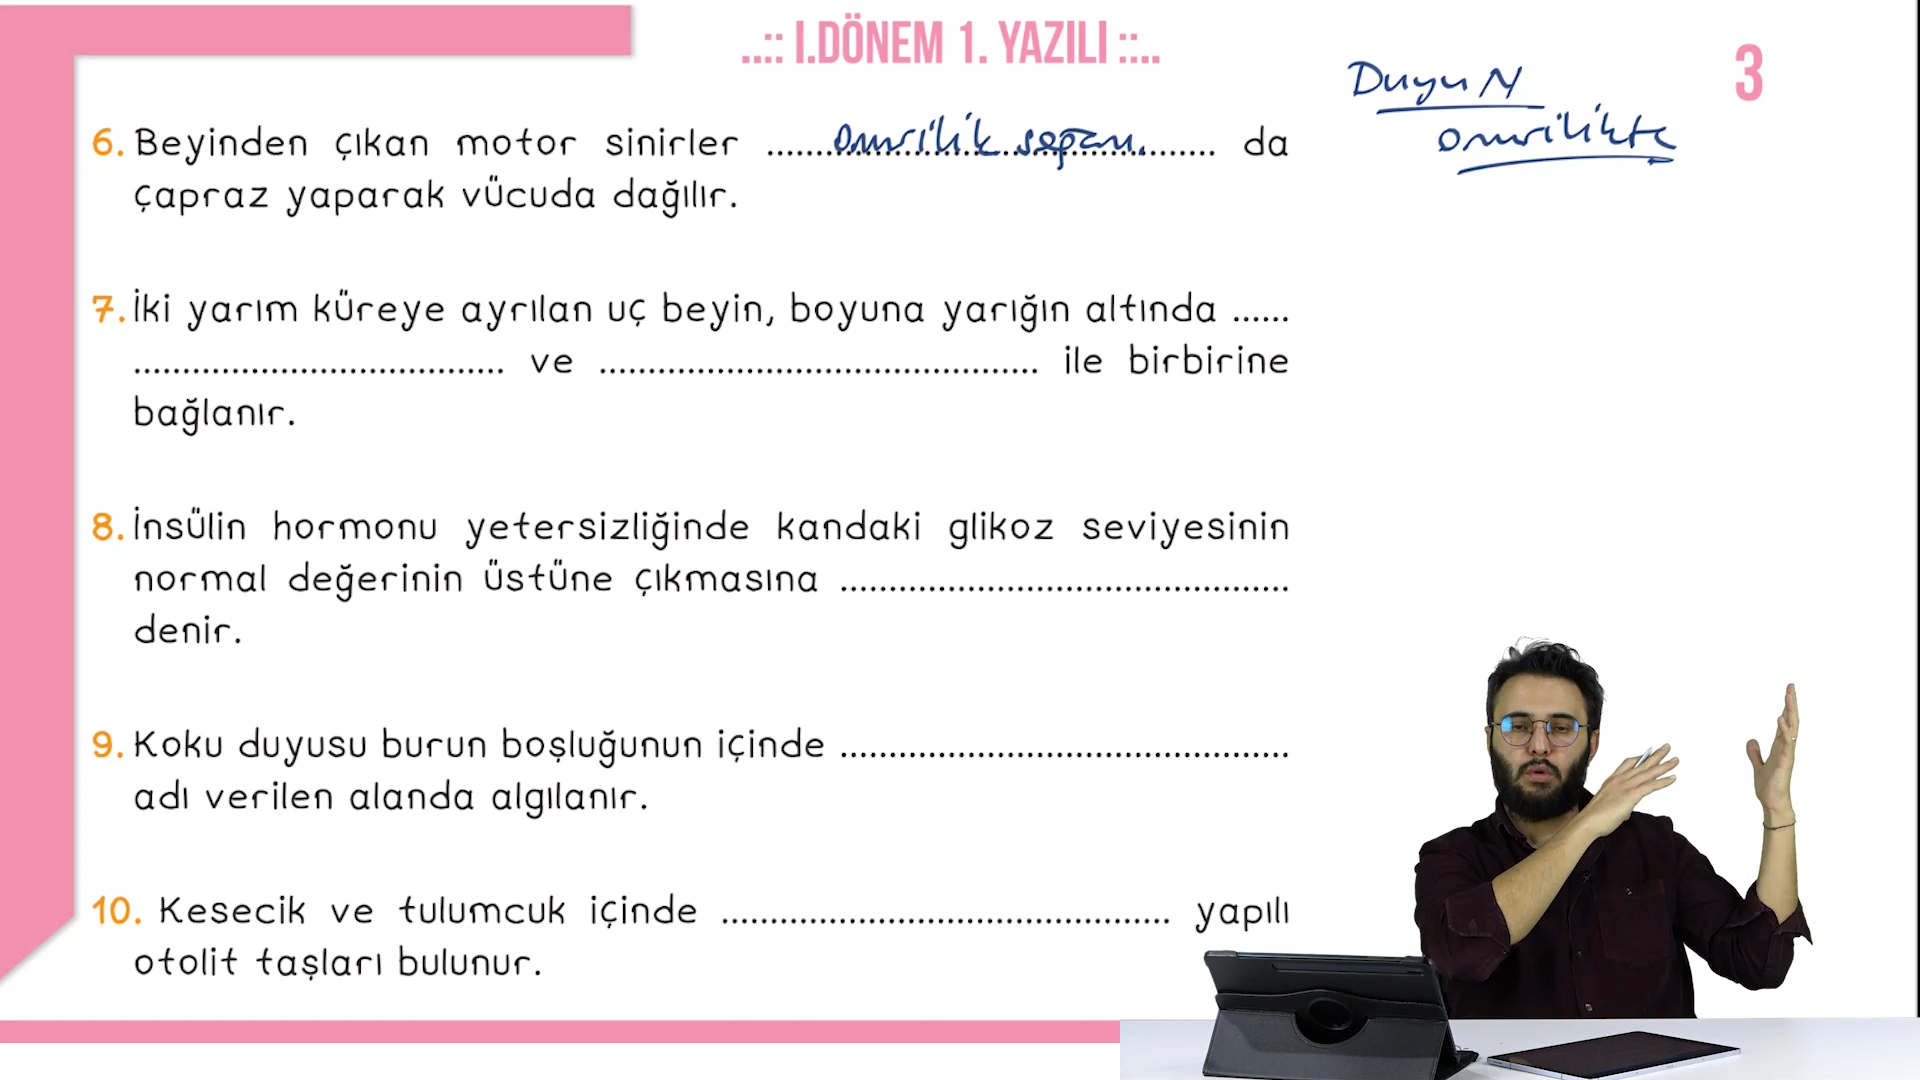 ..:: I.DÖNEM 1. YAZILI ::..
3
Duyu N
omurilikte
6. Beyinden çıkan motor sinirler ......omurilik soğanı......... da
çapraz yaparak vücuda dağılır.
7. İki yarım küreye ayrılan uç beyin, boyuna yarığın altında ......
...................................... ve ............................................. ile birbirine
bağlanır.
8. İnsülin hormonu yetersizliğinde kandaki glikoz seviyesinin
normal değerinin üstüne çıkmasına ..............................................
denir.
9. Koku duyusu burun boşluğunun içinde ..............................................
adı verilen alanda algılanır.
10. Kesecik ve tulumcuk içinde .............................................. yapılı
otolit taşları bulunur.